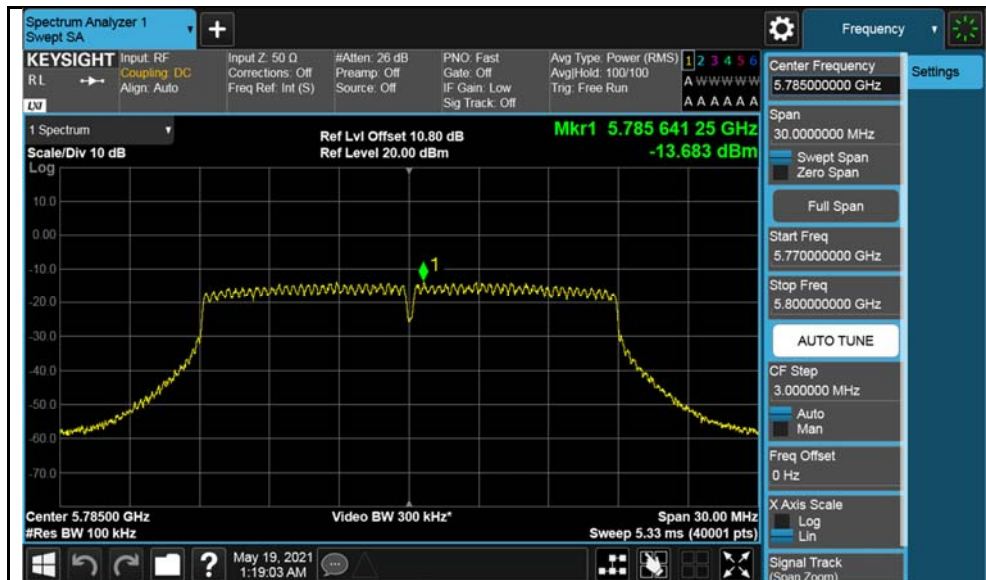 Spectrum Analyzer 1
Swept SA
+
Frequency
KEYSIGHT
RL
LXI
Input: RF
Coupling: DC
Align: Auto
Input Z: 50 Ω
Corrections: Off
Freq Ref: Int (S)
#Atten: 26 dB
Preamp: Off
Source: Off
PNO: Fast
Gate: Off
IF Gain: Low
Sig Track: Off
Avg Type: Power (RMS)
Avg|Hold: 100/100
Trig: Free Run
1 2 3 4 5 6
A W W W W W
A A A A A A
1 Spectrum
Scale/Div 10 dB
Log
Ref Lvl Offset 10.80 dB
Ref Level 20.00 dBm
Mkr1 5.785 641 25 GHz
-13.683 dBm
10.0
0.00
-10.0
-20.0
-30.0
-40.0
-50.0
-60.0
-70.0
1
Center 5.78500 GHz
#Res BW 100 kHz
Video BW 300 kHz*
Span 30.00 MHz
Sweep 5.33 ms (40001 pts)
Center Frequency
5.785000000 GHz
Settings
Span
30.0000000 MHz
Swept Span
Zero Span
Full Span
Start Freq
5.770000000 GHz
Stop Freq
5.800000000 GHz
AUTO TUNE
CF Step
3.000000 MHz
Auto
Man
Freq Offset
0 Hz
X Axis Scale
Log
Lin
Signal Track
(Span Zoom)
?
May 19, 2021
1:19:03 AM